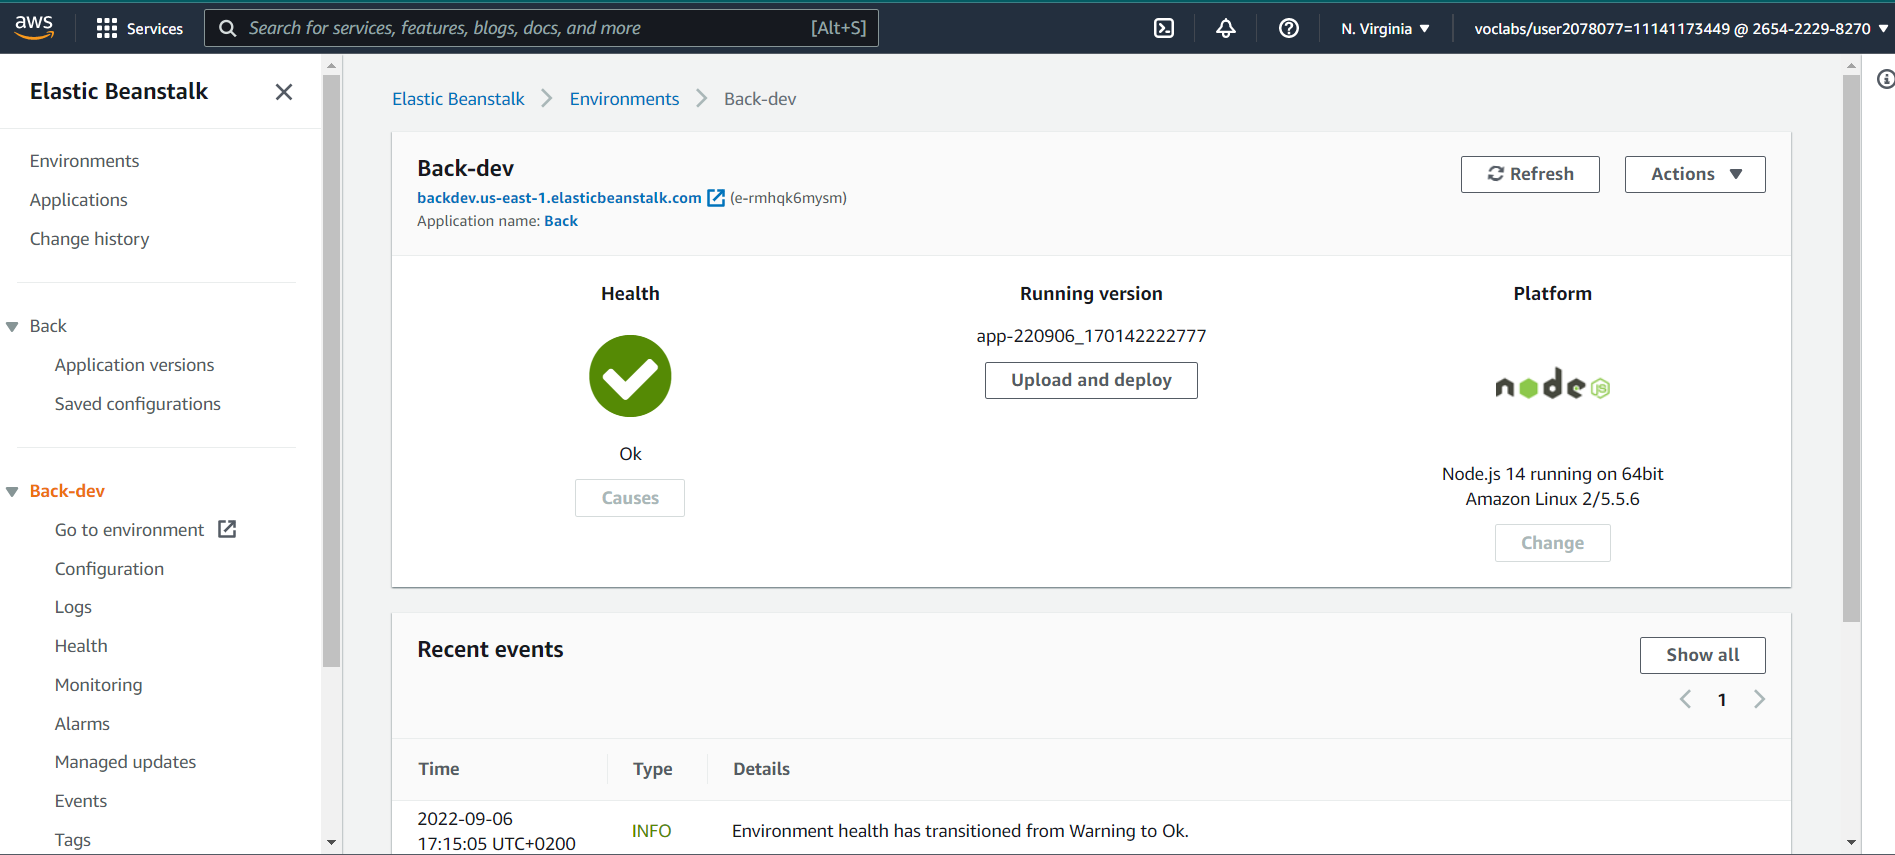 aws
Services
Search for services, features, blogs, docs, and more
[Alt+S]
N. Virginia
voclabs/user2078077=11141173449 @ 2654-2229-8270
Elastic Beanstalk
Environments
Applications
Change history
Back
Application versions
Saved configurations
Back-dev
Go to environment
Configuration
Logs
Health
Monitoring
Alarms
Managed updates
Events
Tags
Elastic Beanstalk
Environments
Back-dev
Back-dev
backdev.us-east-1.elasticbeanstalk.com (e-rmhqk6mysm)
Application name: Back
Refresh
Actions
Health
Ok
Causes
Running version
app-220906_170142222777
Upload and deploy
Platform
node JS
Node.js 14 running on 64bit
Amazon Linux 2/5.5.6
Change
Recent events
Show all
1
Time
Type
Details
2022-09-06
17:15:05 UTC+0200
INFO
Environment health has transitioned from Warning to Ok.